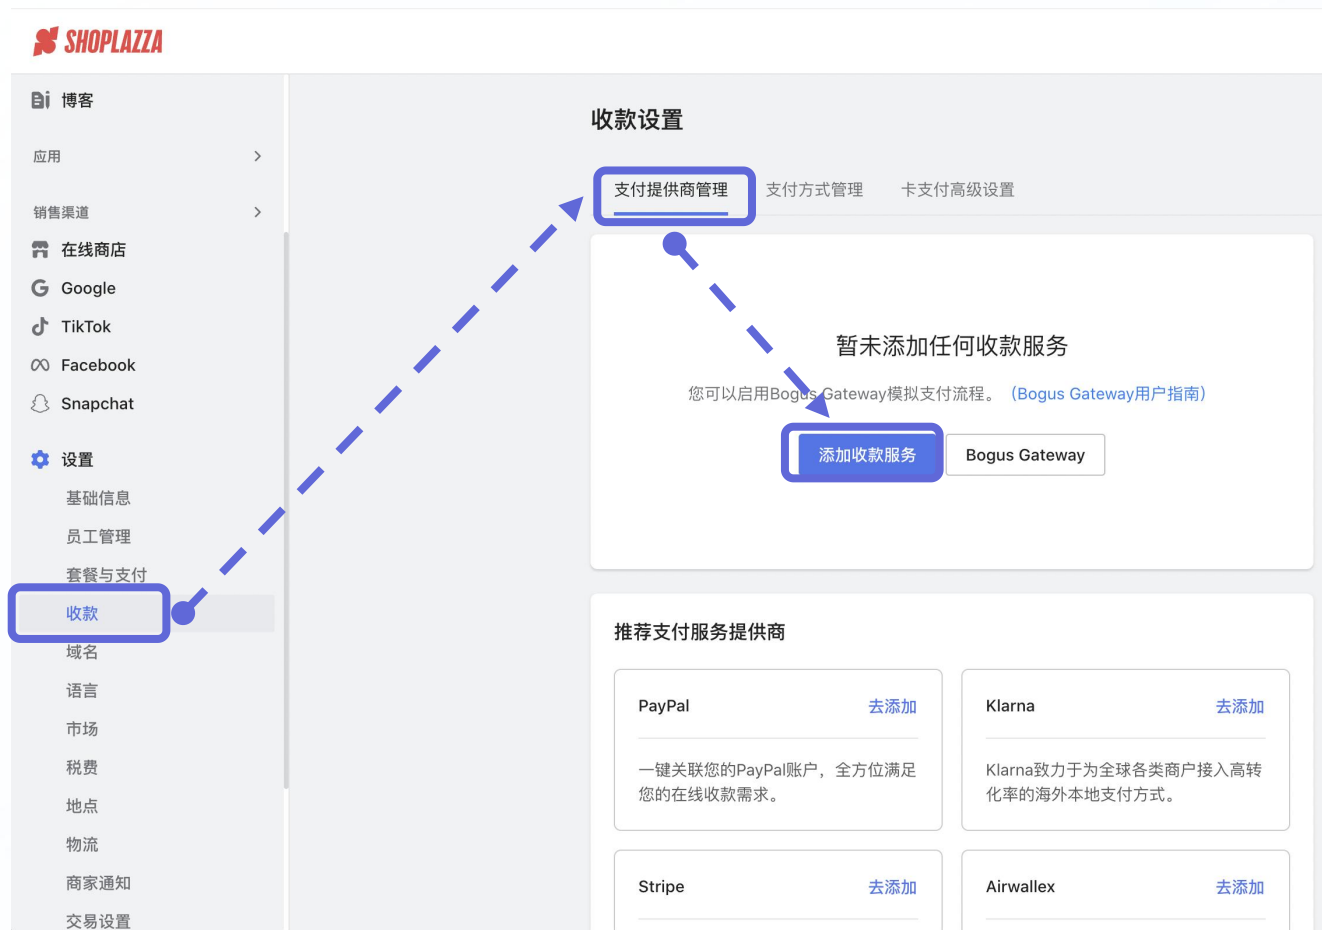 SHOPLAZZA
博客
应用
销售渠道
在线商店
Google
TikTok
Facebook
Snapchat
设置
基础信息
员工管理
套餐与支付
收款
域名
语言
市场
税费
地点
物流
商家通知
交易设置
收款设置
支付提供商管理
支付方式管理
卡支付高级设置
暂未添加任何收款服务
您可以启用Bogus Gateway模拟支付流程。（Bogus Gateway用户指南）
添加收款服务
Bogus Gateway
推荐支付服务提供商
PayPal
去添加
一键关联您的PayPal账户，全方位满足
您的在线收款需求。
Klarna
去添加
Klarna致力于为全球各类商户接入高转
化率的海外本地支付方式。
Stripe
去添加
Airwallex
去添加